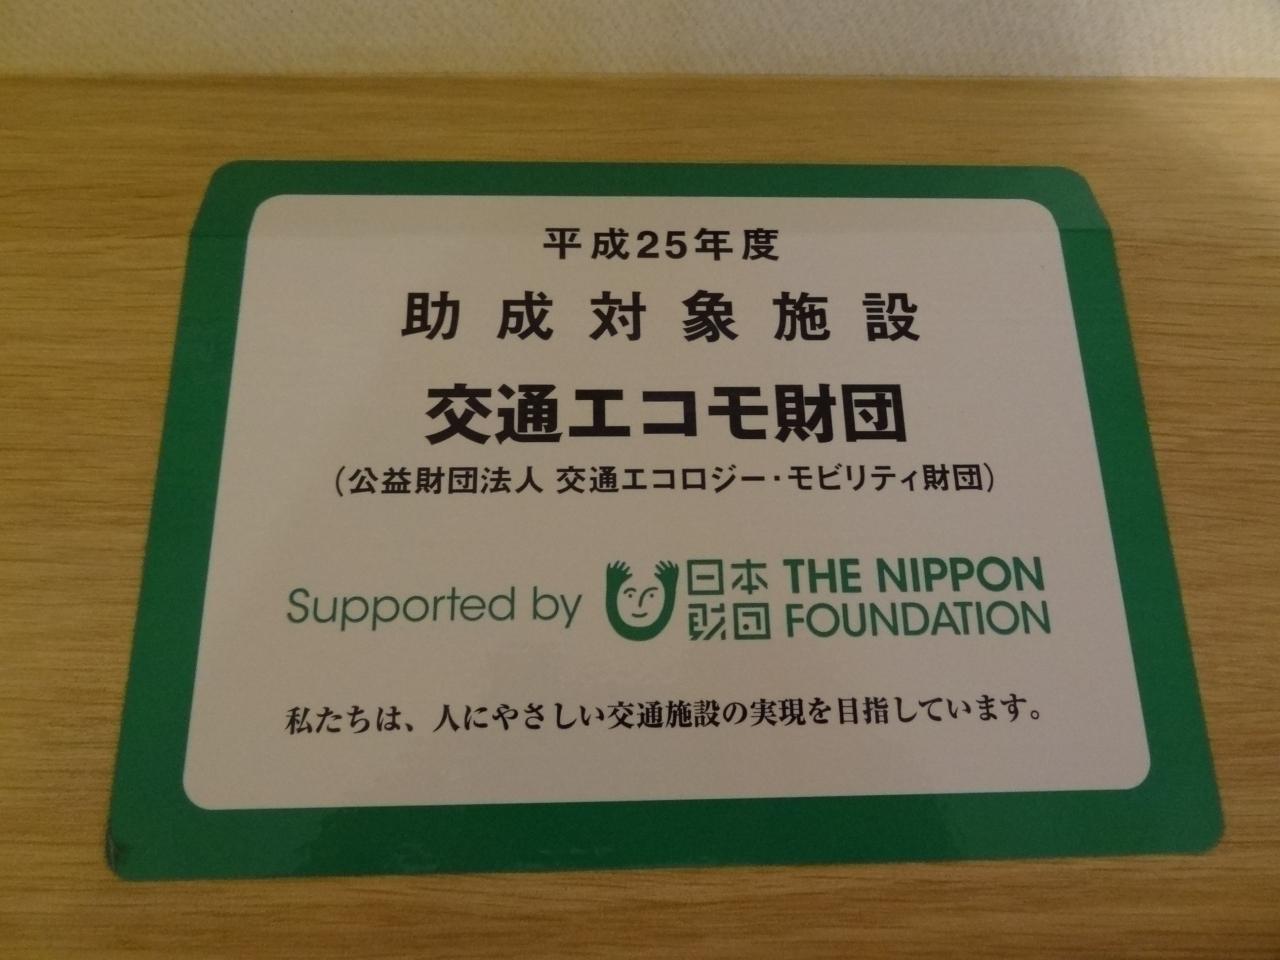 平成25年度
助成対象施設
交通エコモ財団
(公益財団法人 交通エコロジー・モビリティ財団)
Supported by 日本財団 THE NIPPON FOUNDATION
私たちは、人にやさしい交通施設の実現を目指しています。